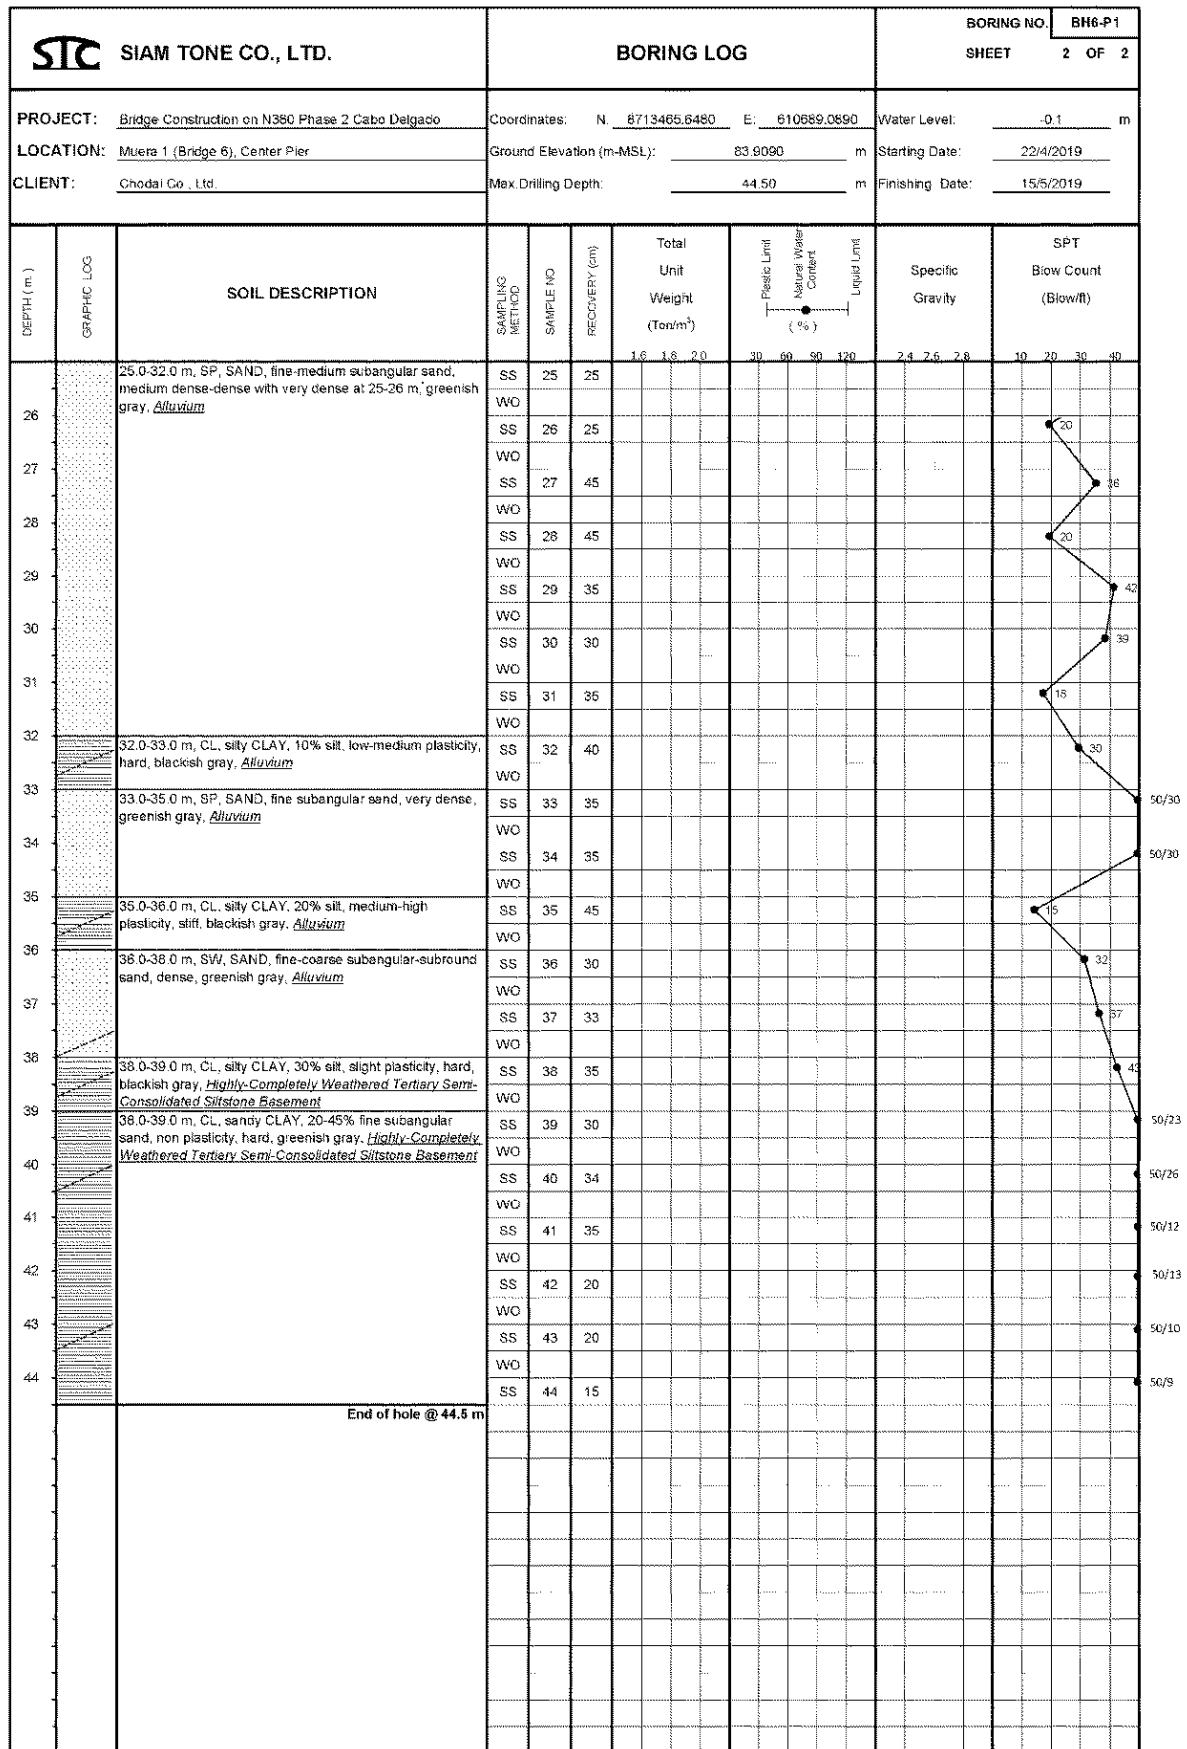 STC SIAM TONE CO., LTD.
BORING LOG
BORING NO. BH6-P1
SHEET 2 OF 2
PROJECT: Bridge Construction on N380 Phase 2 Cabo Delgado
LOCATION: Muera 1 (Bridge 6), Center Pier
CLIENT: Chodai Co., Ltd.
Coordinates: N. 8713465.6480 E: 610689.0890
Ground Elevation (m-MSL): 83.9090 m
Max.Drilling Depth: 44.50 m
Water Level: -0.1 m
Starting Date: 22/4/2019
Finishing Date: 15/5/2019
DEPTH ( m. )
GRAPHIC LOG
SOIL DESCRIPTION
SAMPLING METHOD
SAMPLE NO
RECOVERY (cm)
Total
Unit
Weight
(Ton/m³)
1.6 1.8 2.0
Plastic Limit
Natural Water Content
Liquid Limit
( % )
30 60 90 120
Specific
Gravity
2.4 2.6 2.8
SPT
Blow Count
(Blow/ft)
10 20 30 40
25.0-32.0 m, SP, SAND, fine-medium subangular sand,
medium dense-dense with very dense at 25-26 m, greenish
gray, Alluvium
SS 25 25
WO
26
SS 26 25
20
WO
27
SS 27 45
36
WO
28
SS 28 45
20
WO
29
SS 29 35
42
WO
30
SS 30 30
39
WO
31
SS 31 35
18
WO
32
32.0-33.0 m, CL, silty CLAY, 10% silt, low-medium plasticity,
hard, blackish gray, Alluvium
SS 32 40
30
WO
33
33.0-35.0 m, SP, SAND, fine subangular sand, very dense,
greenish gray, Alluvium
SS 33 35
50/30
WO
34
SS 34 35
50/30
WO
35
35.0-36.0 m, CL, silty CLAY, 20% silt, medium-high
plasticity, stiff, blackish gray, Alluvium
SS 35 45
15
WO
36
36.0-38.0 m, SW, SAND, fine-coarse subangular-subround
sand, dense, greenish gray, Alluvium
SS 36 30
32
WO
37
SS 37 33
37
WO
38
38.0-39.0 m, CL, silty CLAY, 30% silt, slight plasticity, hard,
blackish gray, Highly-Completely Weathered Tertiary Semi-
Consolidated Siltstone Basement
SS 38 35
43
WO
39
38.0-39.0 m, CL, sandy CLAY, 20-45% fine subangular
sand, non plasticity, hard, greenish gray, Highly-Completely
Weathered Tertiary Semi-Consolidated Siltstone Basement
SS 39 30
50/23
WO
40
SS 40 34
50/26
WO
41
SS 41 35
50/12
WO
42
SS 42 20
50/13
WO
43
SS 43 20
50/10
WO
44
SS 44 15
50/9
End of hole @ 44.5 m